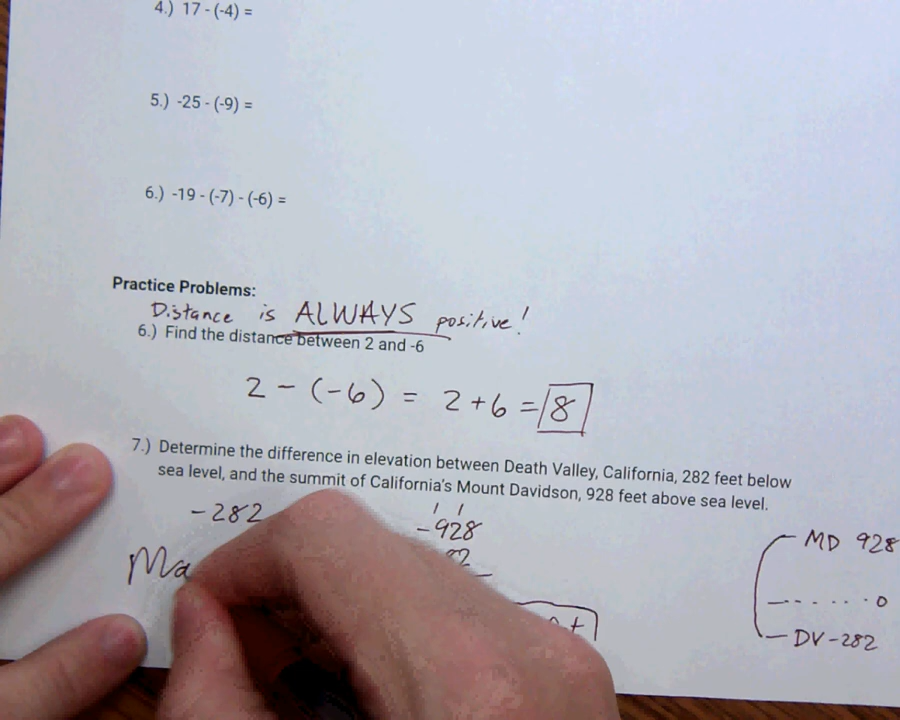 4.) 17 - (-4) =
5.) -25 - (-9) =
6.) -19 - (-7) - (-6) =
Practice Problems:
Distance is ALWAYS positive!
6.) Find the distance between 2 and -6
2 - (-6) = 2 + 6 = 8
7.) Determine the difference in elevation between Death Valley, California, 282 feet below
sea level, and the summit of California's Mount Davidson, 928 feet above sea level.
-282
1 1
-928
MD 928
Ma
0
DV -282